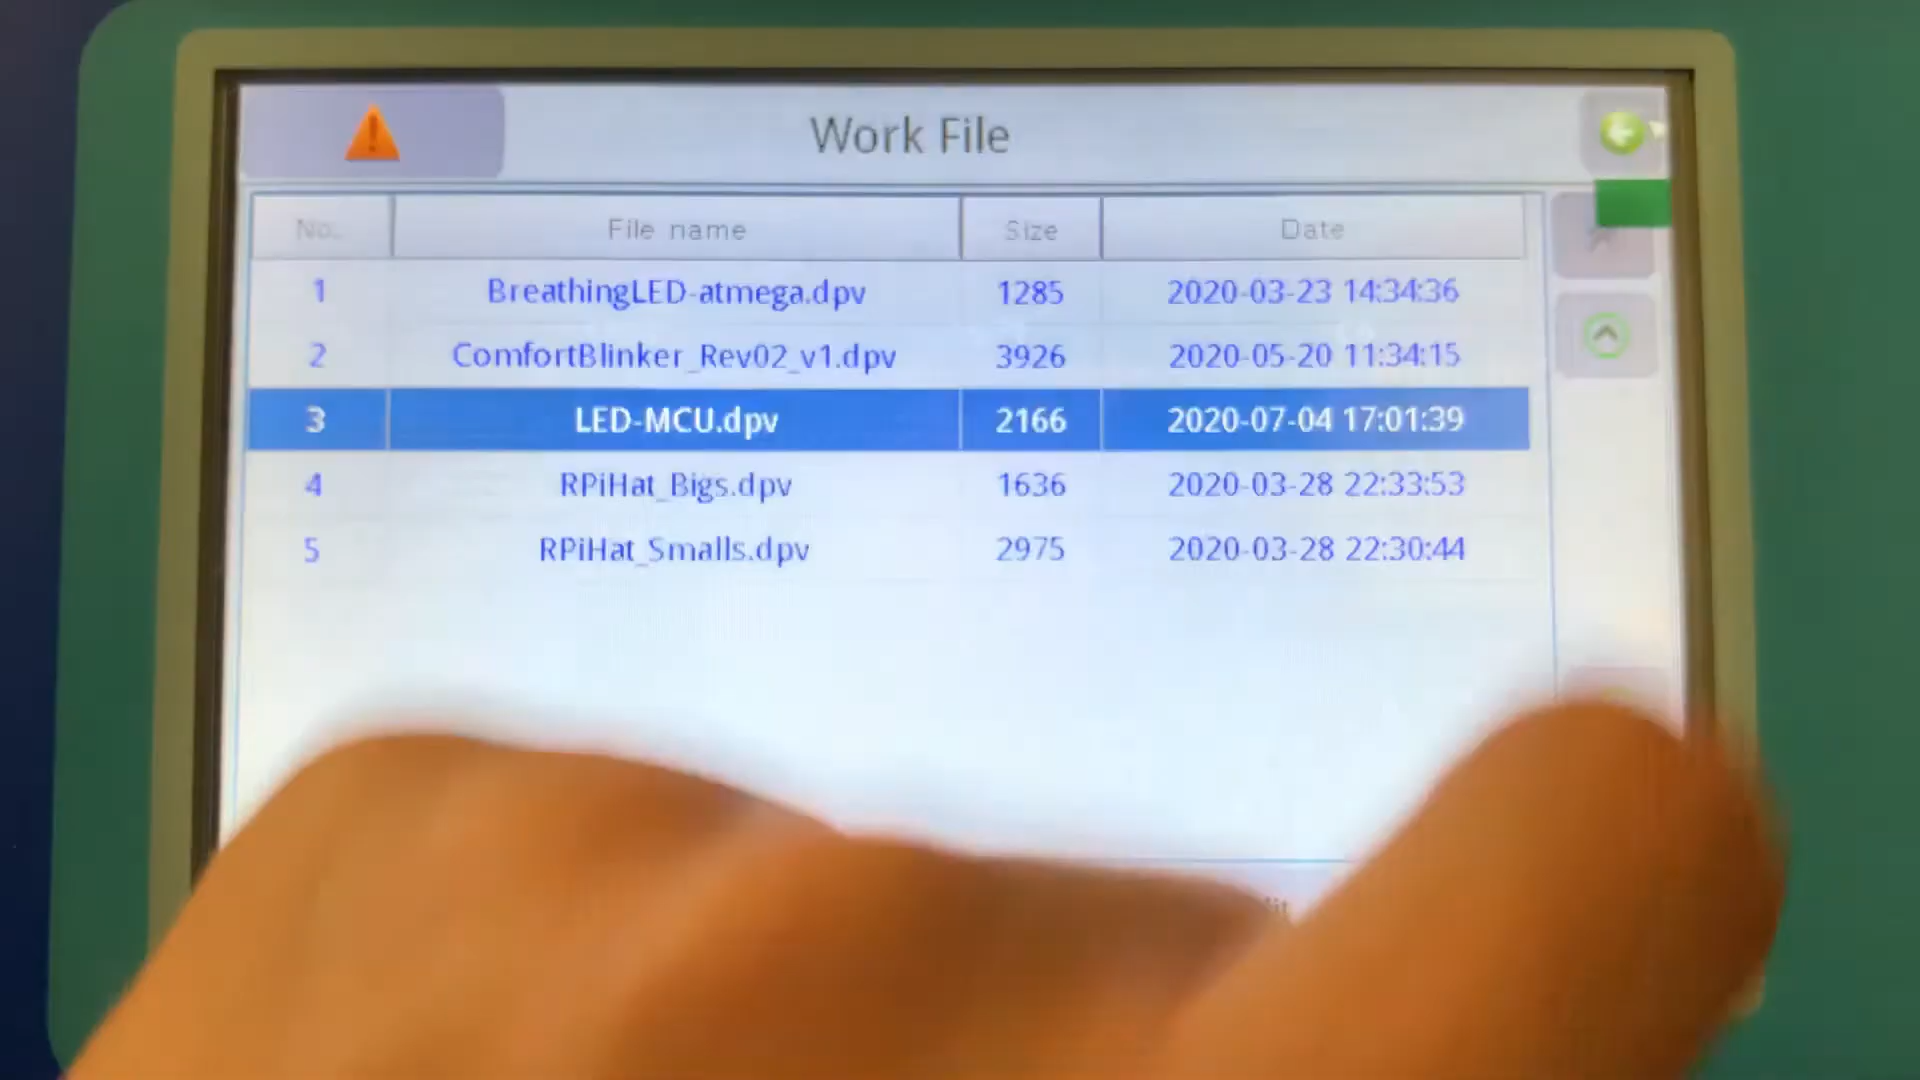 Work File
No. File name Size Date
1 BreathingLED-atmega.dpv 1285 2020-03-23 14:34:36
2 ComfortBlinker_Rev02_v1.dpv 3926 2020-05-20 11:34:15
3 LED-MCU.dpv 2166 2020-07-04 17:01:39
4 RPiHat_Bigs.dpv 1636 2020-03-28 22:33:53
5 RPiHat_Smalls.dpv 2975 2020-03-28 22:30:44